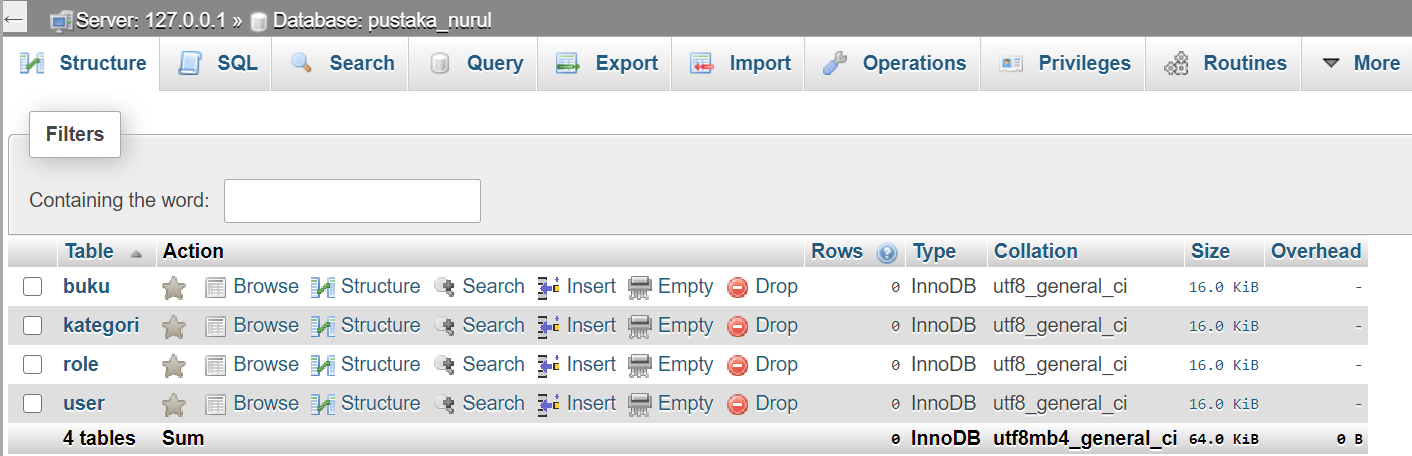 ← Server: 127.0.0.1 » Database: pustaka_nurul
Structure SQL Search Query Export Import Operations Privileges Routines More
Filters
Containing the word:
Table Action Rows Type Collation Size Overhead
buku Browse Structure Search Insert Empty Drop 0 InnoDB utf8_general_ci 16.0 KiB -
kategori Browse Structure Search Insert Empty Drop 0 InnoDB utf8_general_ci 16.0 KiB -
role Browse Structure Search Insert Empty Drop 0 InnoDB utf8_general_ci 16.0 KiB -
user Browse Structure Search Insert Empty Drop 0 InnoDB utf8_general_ci 16.0 KiB -
4 tables Sum 0 InnoDB utf8mb4_general_ci 64.0 KiB 0 B